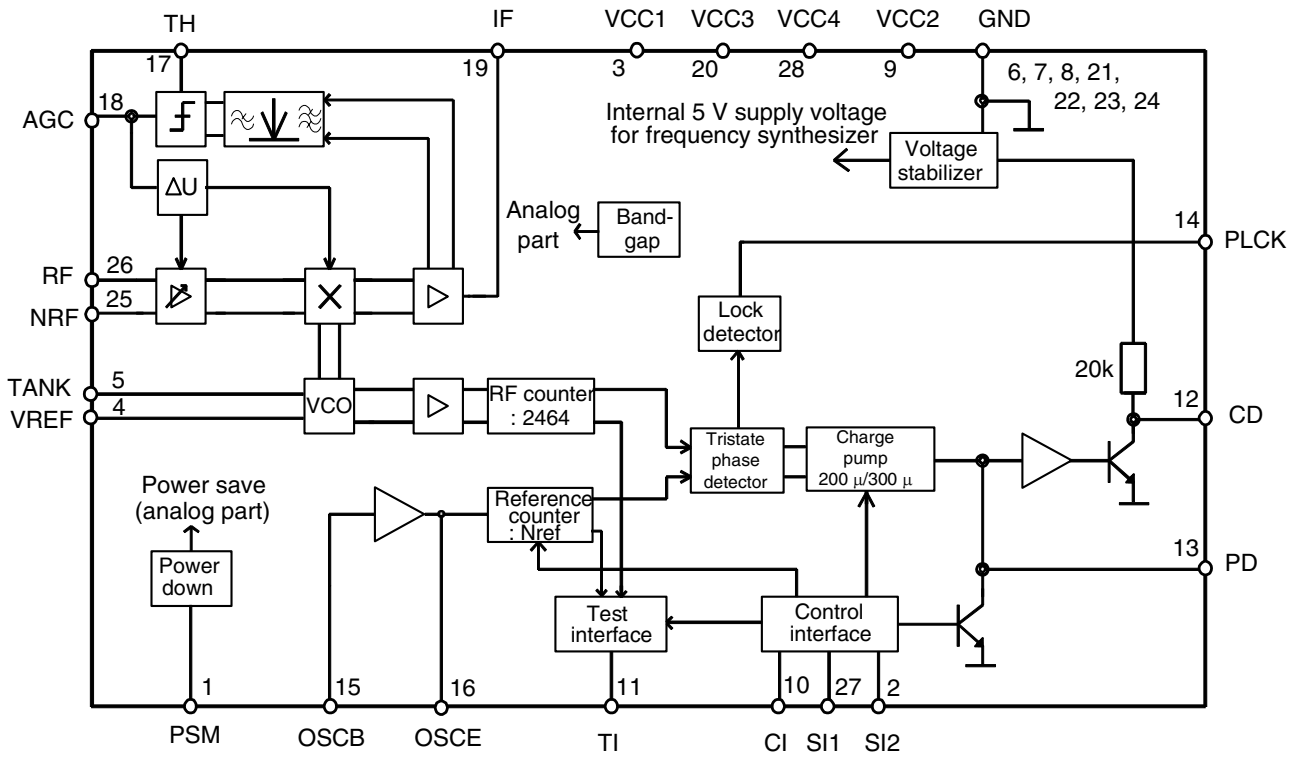 TH
IF
VCC1
VCC3
VCC4
VCC2
GND
17
19
3
20
28
9
6, 7, 8, 21,
22, 23, 24
AGC
18
Internal 5 V supply voltage
for frequency synthesizer
Voltage
stabilizer
ΔU
Analog
part
Band-
gap
14
PLCK
RF
26
NRF
25
Lock
detector
20k
TANK
5
VREF
4
VCO
RF counter
: 2464
12
CD
Tristate
phase
detector
Charge
pump
200 µ/300 µ
Power save
(analog part)
Reference
counter
: Nref
13
PD
Power
down
Test
interface
Control
interface
1
15
16
11
10
27
2
PSM
OSCB
OSCE
TI
CI
SI1
SI2